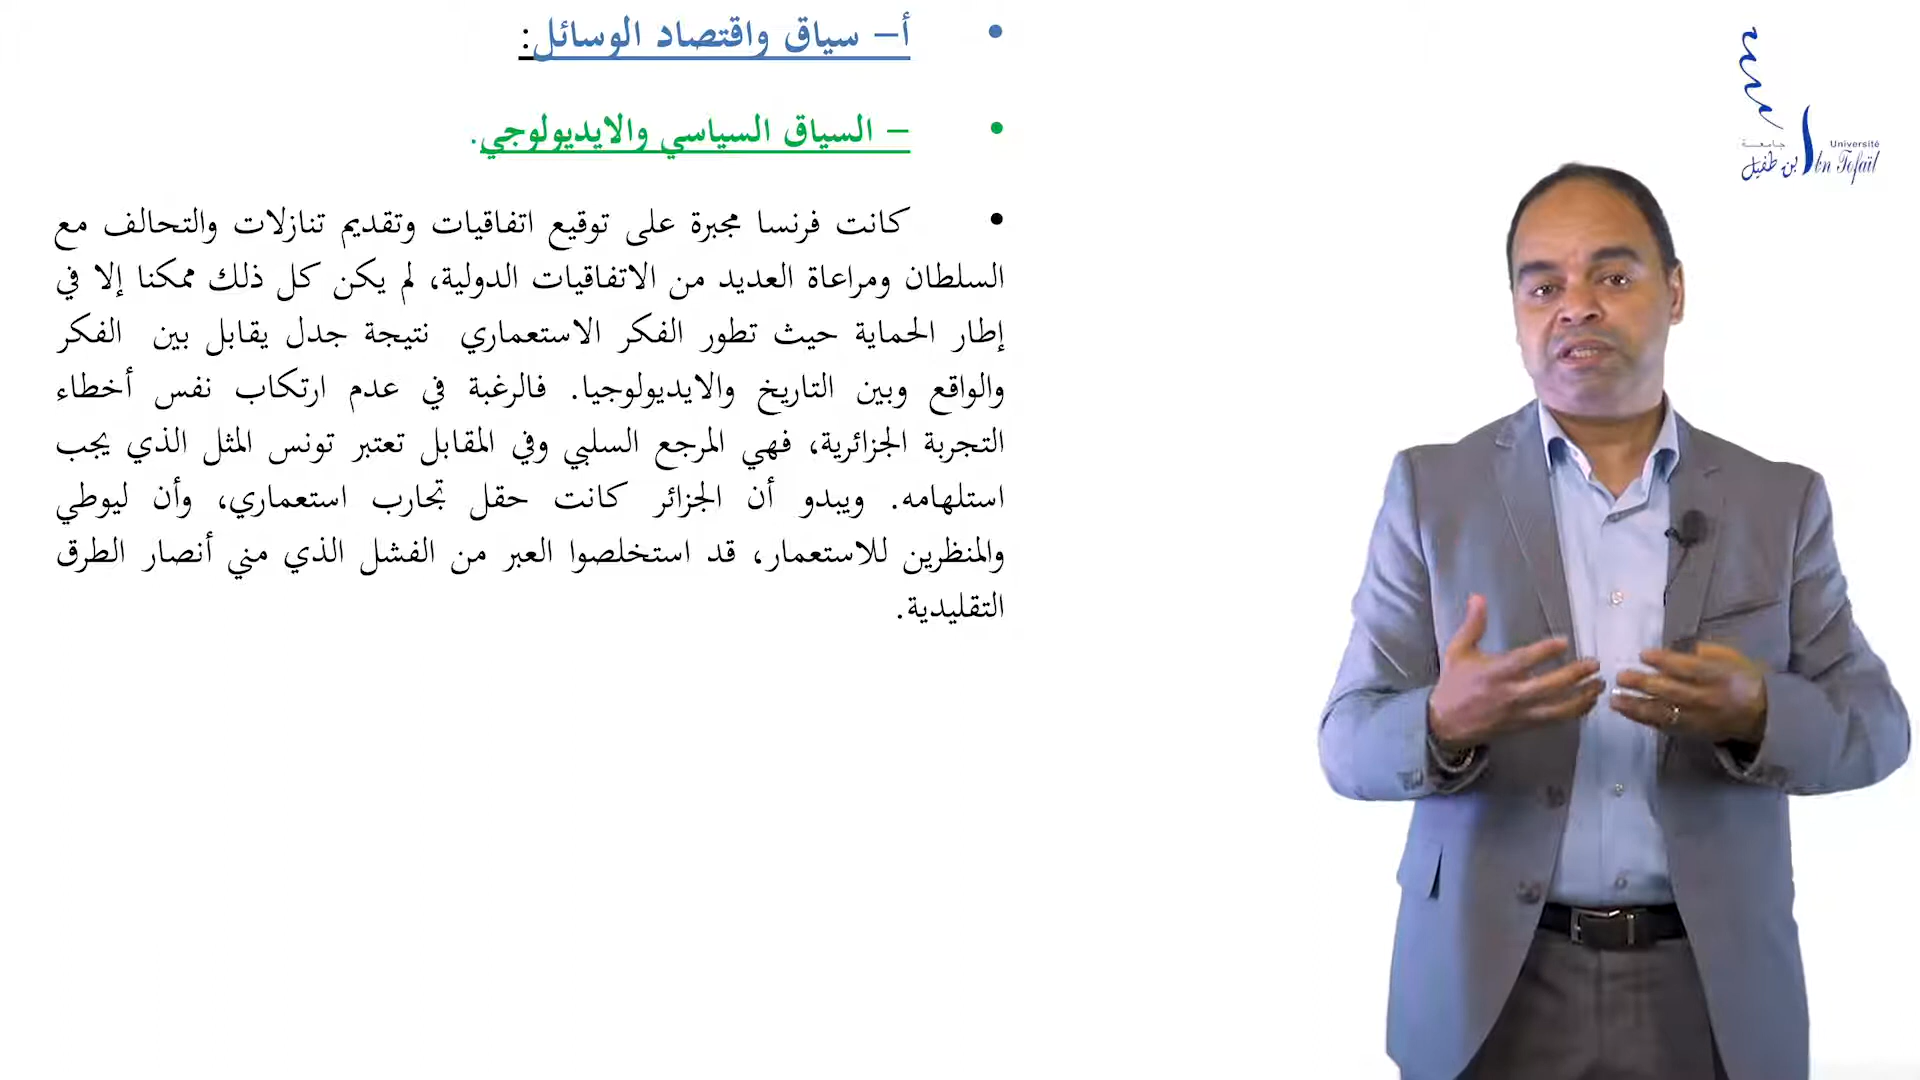 • أ– سياق واقتصاد الوسائل:
• – السياق السياسي والايديولوجي.
• كانت فرنسا مجبرة على توقيع اتفاقيات وتقديم تنازلات والتحالف مع
السلطان ومراعاة العديد من الاتفاقيات الدولية، لم يكن كل ذلك ممكنا إلا في
إطار الحماية حيث تطور الفكر الاستعماري نتيجة جدل يقابل بين الفكر
والواقع وبين التاريخ والايديولوجيا. فالرغبة في عدم ارتكاب نفس أخطاء
التجربة الجزائرية، فهي المرجع السلبي وفي المقابل تعتبر تونس المثل الذي يجب
استلهامه. ويبدو أن الجزائر كانت حقل تجارب استعماري، وأن ليوطي
والمنظرين للاستعمار، قد استخلصوا العبر من الفشل الذي مني أنصار الطرق
التقليدية.
جامعة Université
ابن طفيل Ibn Tofaïl